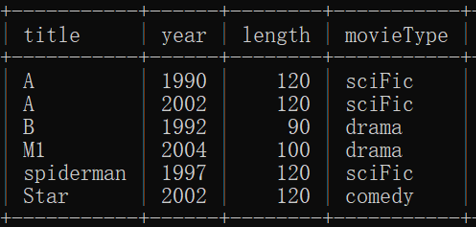 title year length movieType
A 1990 120 sciFic
A 2002 120 sciFic
B 1992 90 drama
M1 2004 100 drama
spiderman 1997 120 sciFic
Star 2002 120 comedy